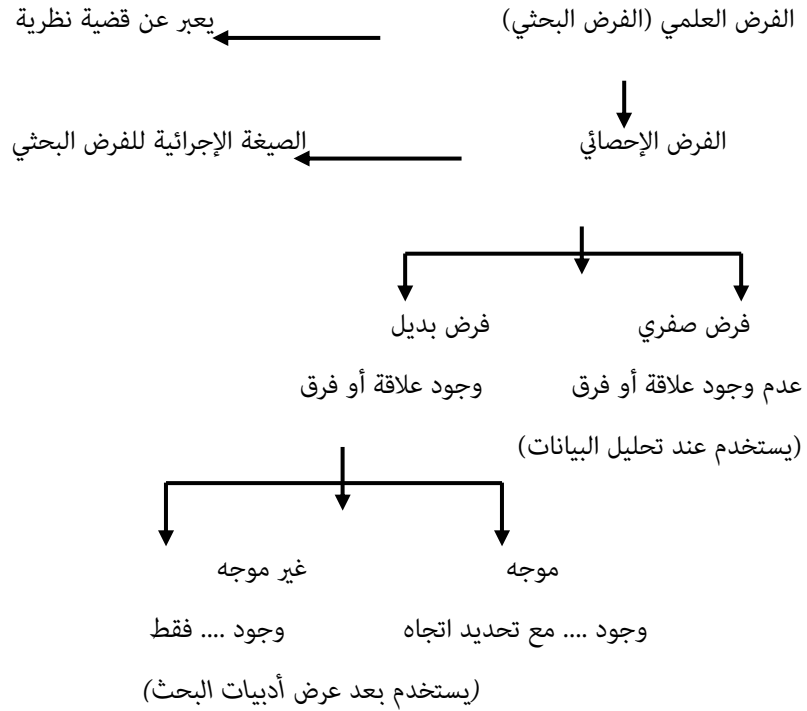 الفرض العلمي (الفرض البحثي) يعبر عن قضية نظرية
الفرض الإحصائي الصيغة الإجرائية للفرض البحثي
فرض صفري فرض بديل
عدم وجود علاقة أو فرق وجود علاقة أو فرق
(يستخدم عند تحليل البيانات)
موجه غير موجه
وجود .... مع تحديد اتجاه وجود .... فقط
(يستخدم بعد عرض أدبيات البحث)